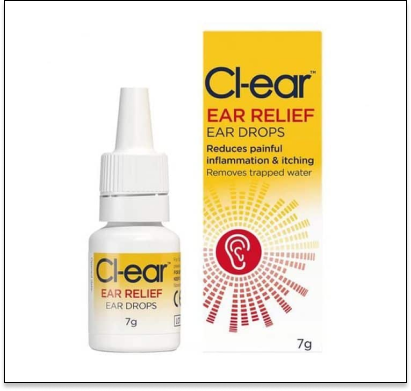 Cl-ear™
EAR RELIEF
EAR DROPS
Reduces painful
inflammation & itching
Removes trapped water
7g
Cl-ear™
EAR RELIEF
EAR DROPS
7g